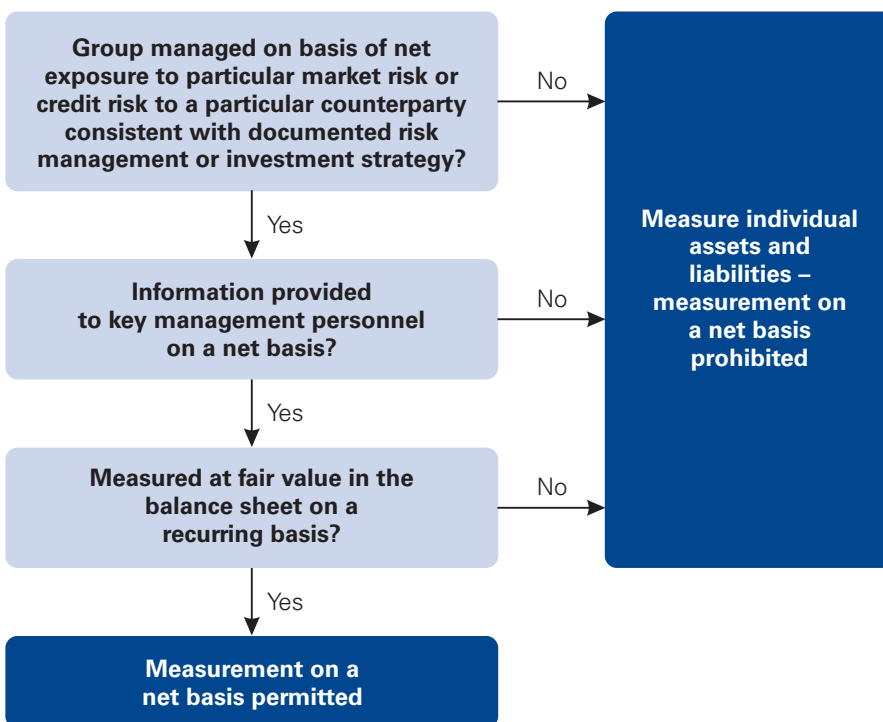 Group managed on basis of net
exposure to particular market risk or
credit risk to a particular counterparty
consistent with documented risk
management or investment strategy?
No
Yes
Information provided
to key management personnel
on a net basis?
No
Yes
Measured at fair value in the
balance sheet on a
recurring basis?
No
Yes
Measurement on a
net basis permitted
Measure individual
assets and
liabilities –
measurement on
a net basis
prohibited